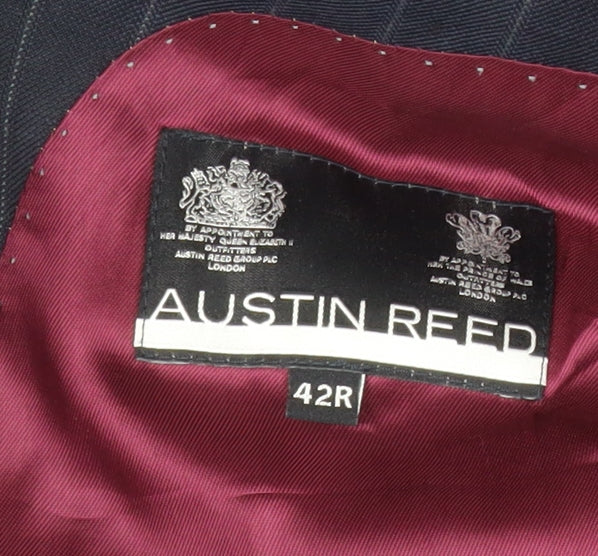 BY APPOINTMENT TO
HER MAJESTY QUEEN ELIZABETH II
OUTFITTERS
AUSTIN REED GROUP PLC
LONDON
BY APPOINTMENT TO
HRH THE PRINCE OF WALES
OUTFITTERS
AUSTIN REED GROUP PLC
LONDON
AUSTIN REED
42R